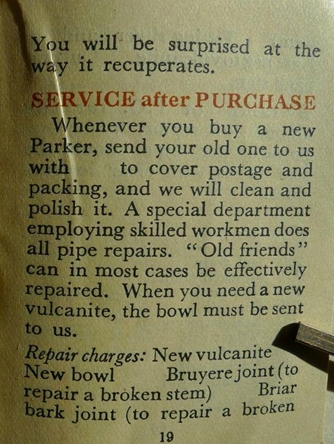 You will be surprised at the
way it recuperates.
SERVICE after PURCHASE
Whenever you buy a new
Parker, send your old one to us
with to cover postage and
packing, and we will clean and
polish it. A special department
employing skilled workmen does
all pipe repairs. "Old friends"
can in most cases be effectively
repaired. When you need a new
vulcanite, the bowl must be sent
to us.
Repair charges: New vulcanite
New bowl Bruyere joint (to
repair a broken stem) Briar
bark joint (to repair a broken
19